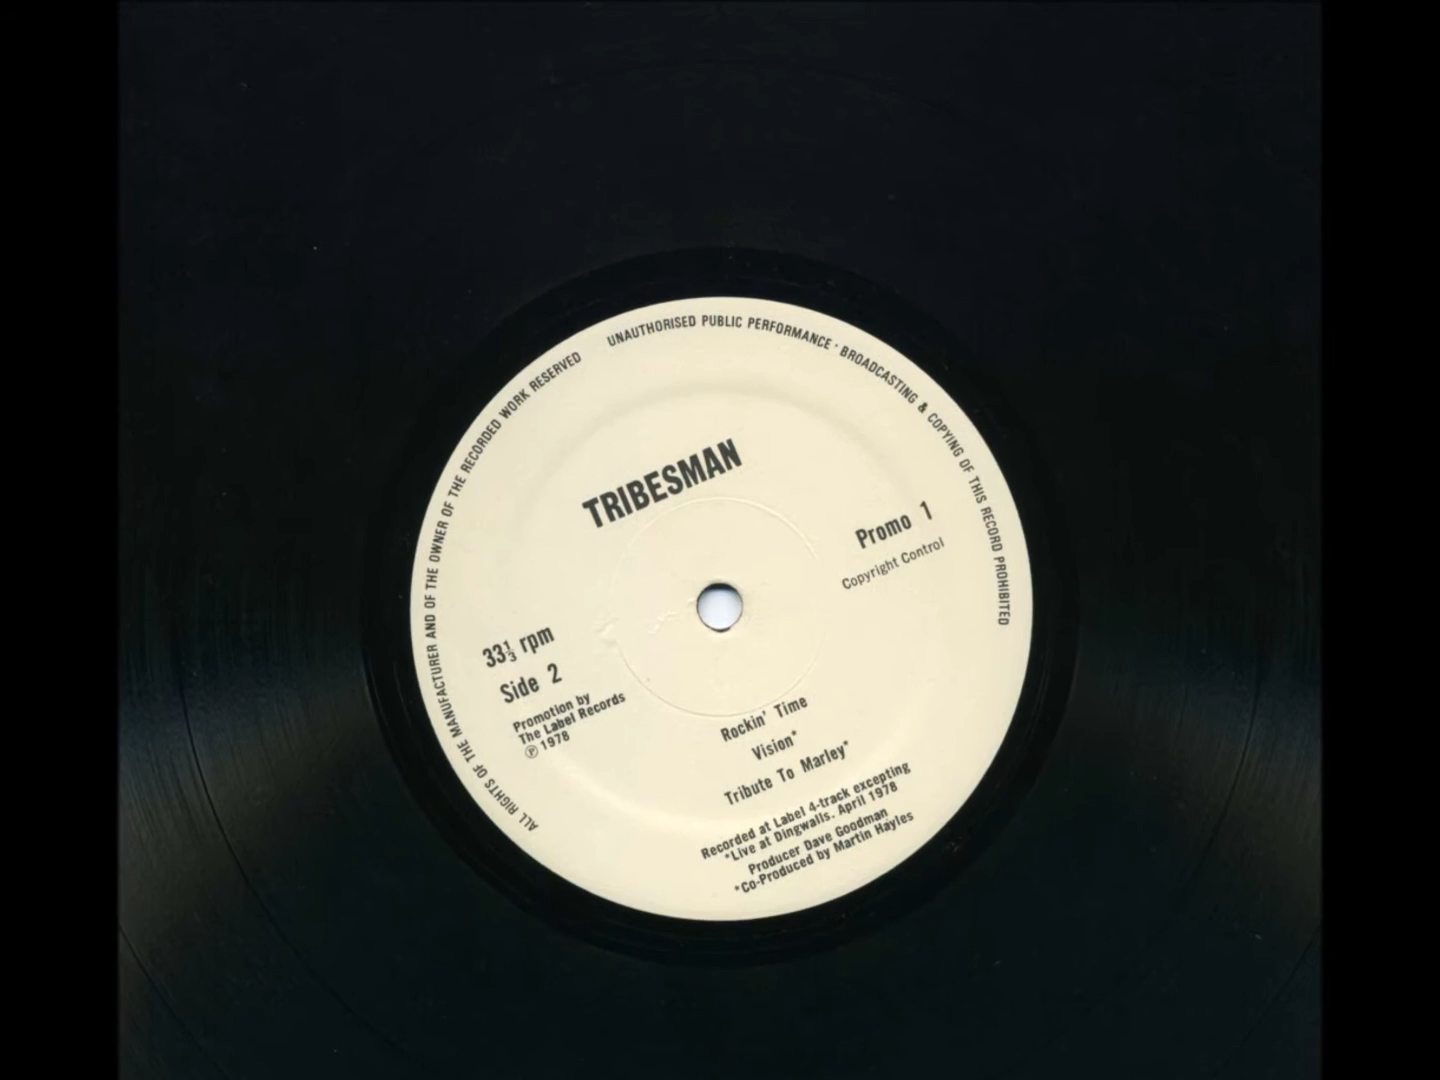 ALL RIGHTS OF THE MANUFACTURER AND OF THE OWNER OF THE RECORDED WORK RESERVED
UNAUTHORISED PUBLIC PERFORMANCE · BROADCASTING & COPYING OF THIS RECORD PROHIBITED
TRIBESMAN
Promo 1
Copyright Control
33⅓ rpm
Side 2
Promotion by
The Label Records
℗ 1978
Rockin' Time
Vision*
Tribute To Marley*
Recorded at Label 4-track excepting
*Live at Dingwalls. April 1978
Producer Dave Goodman
*Co-Produced by Martin Hayles